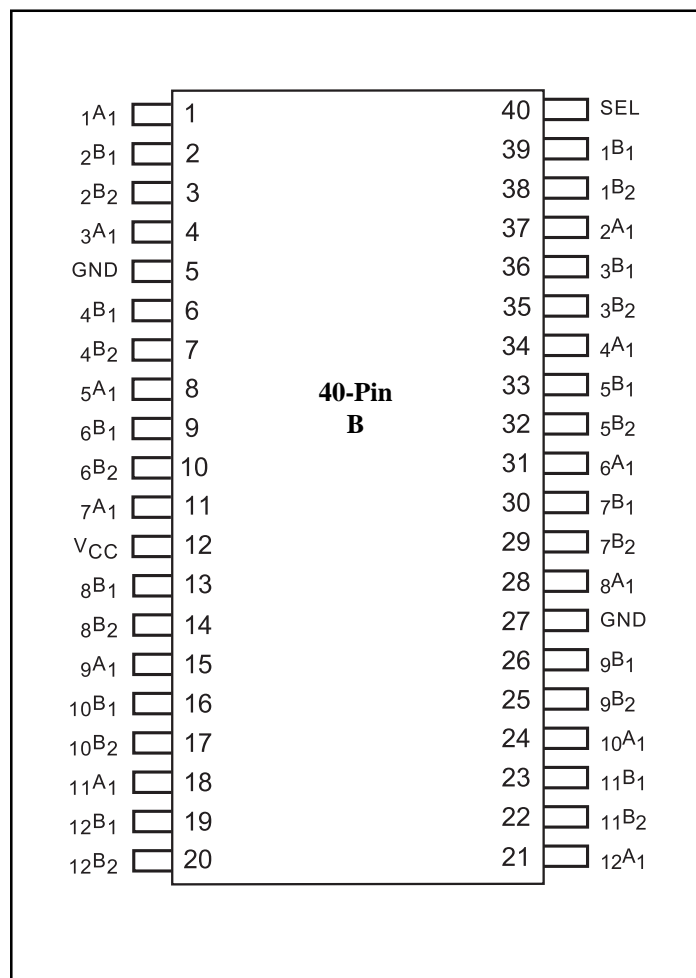 1A1 1 40 SEL
2B1 2 39 1B1
2B2 3 38 1B2
3A1 4 37 2A1
GND 5 36 3B1
4B1 6 35 3B2
4B2 7 34 4A1
5A1 8 33 5B1
40-Pin
B
6B1 9 32 5B2
6B2 10 31 6A1
7A1 11 30 7B1
VCC 12 29 7B2
8B1 13 28 8A1
8B2 14 27 GND
9A1 15 26 9B1
10B1 16 25 9B2
10B2 17 24 10A1
11A1 18 23 11B1
12B1 19 22 11B2
12B2 20 21 12A1